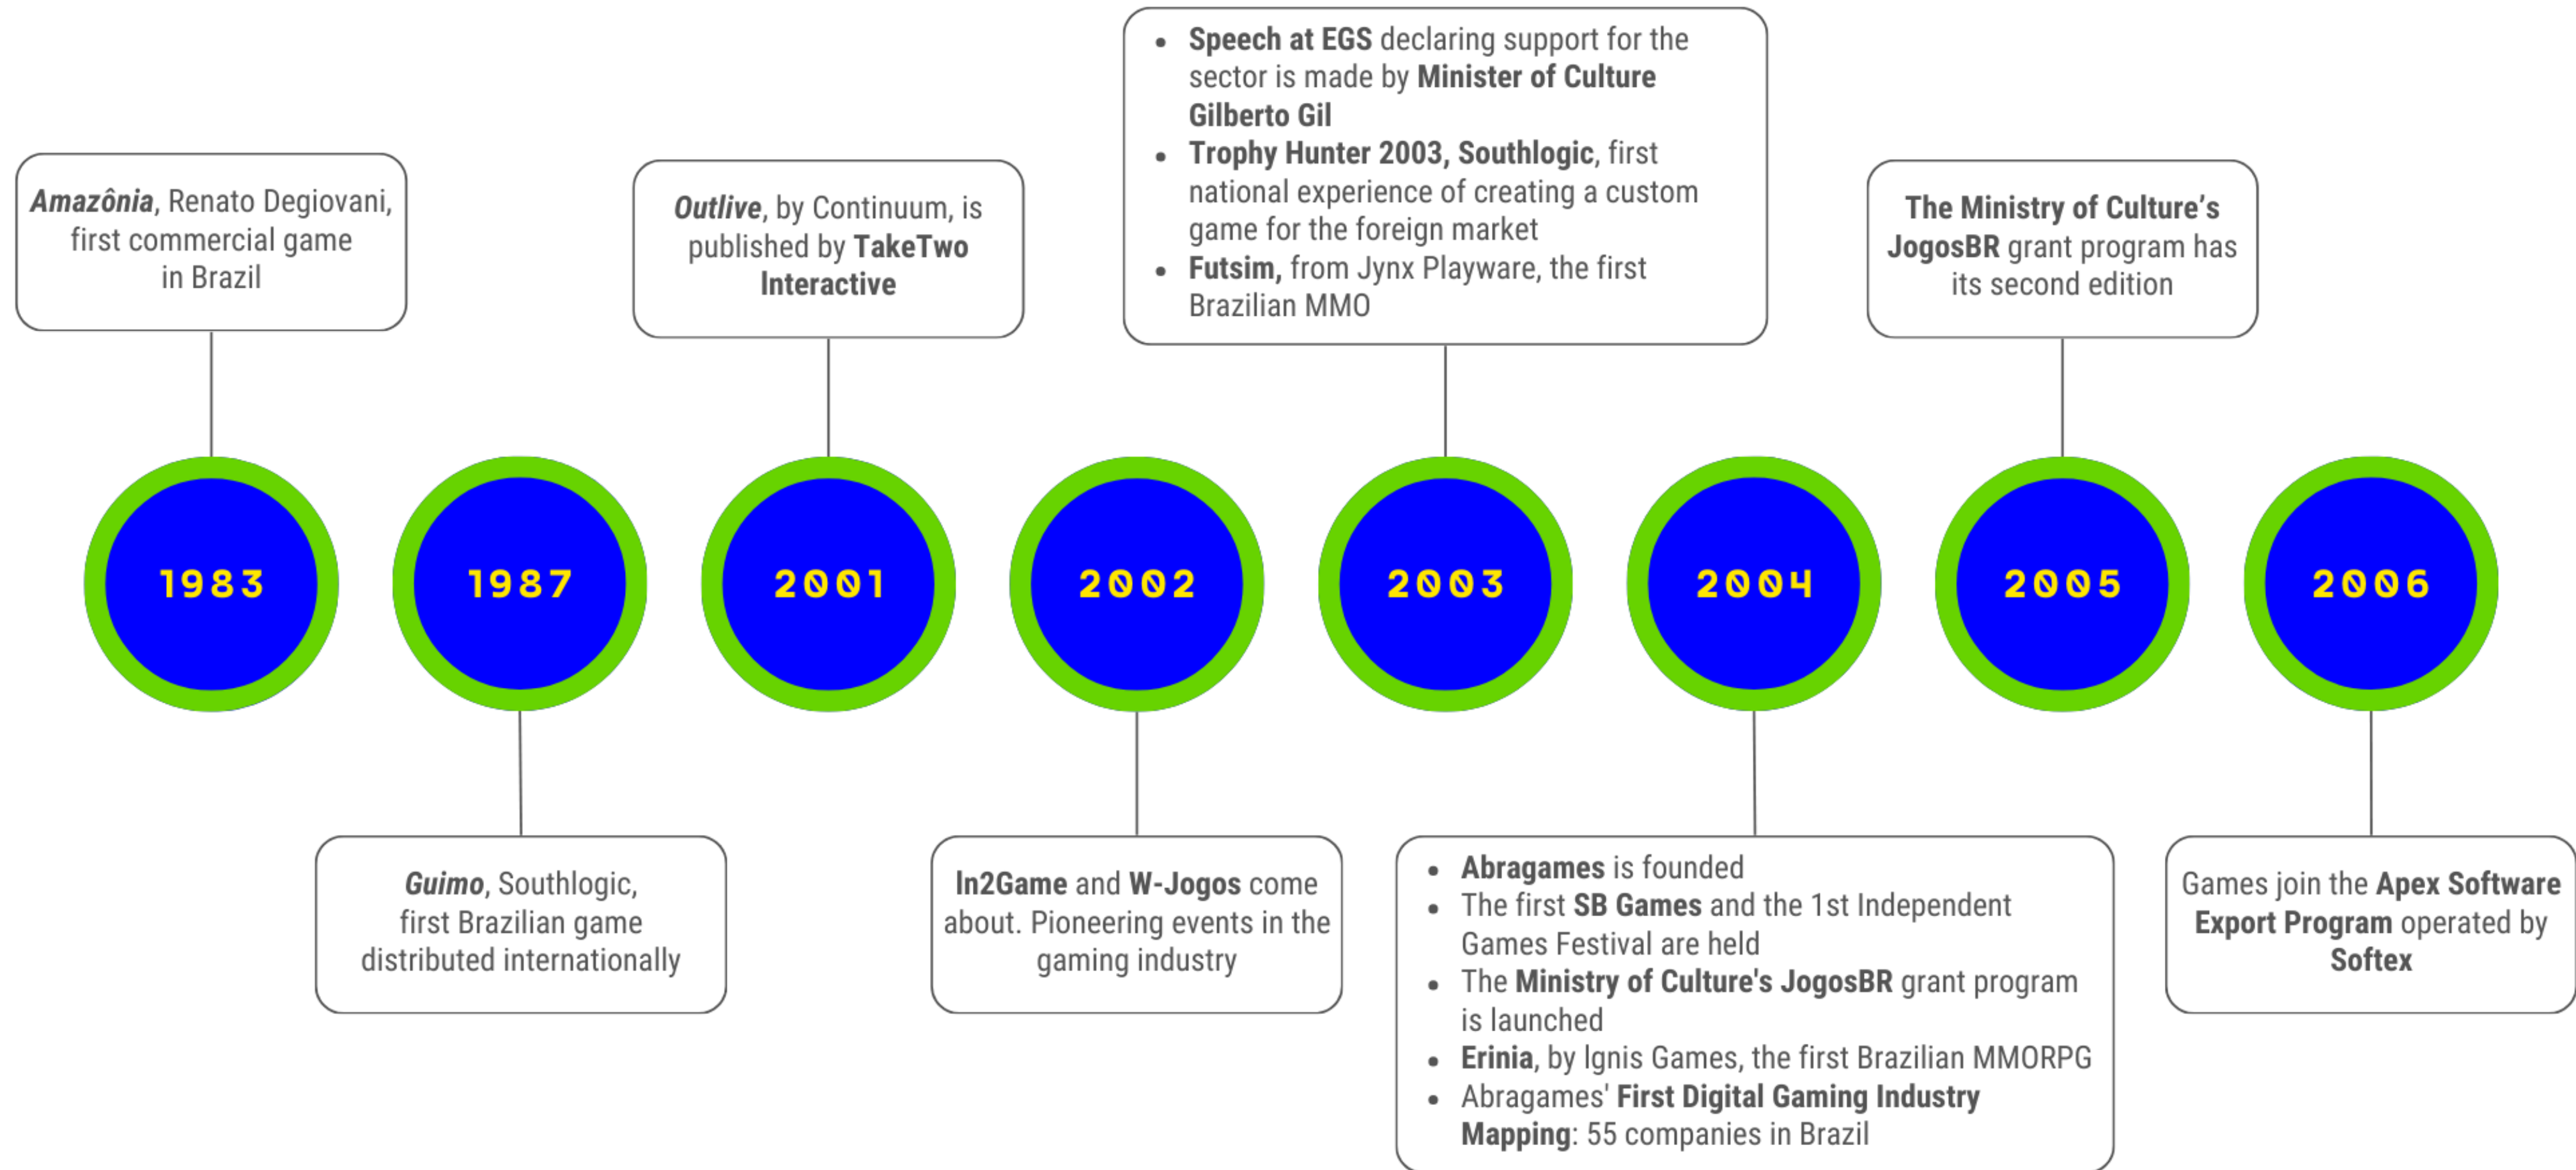 • Speech at EGS declaring support for the
sector is made by Minister of Culture
Gilberto Gil
• Trophy Hunter 2003, Southlogic, first
national experience of creating a custom
game for the foreign market
• Futsim, from Jynx Playware, the first
Brazilian MMO
Amazônia, Renato Degiovani,
first commercial game
in Brazil
Outlive, by Continuum, is
published by TakeTwo
Interactive
The Ministry of Culture’s
JogosBR grant program has
its second edition
1983
1987
2001
2002
2003
2004
2005
2006
Guimo, Southlogic,
first Brazilian game
distributed internationally
In2Game and W-Jogos come
about. Pioneering events in the
gaming industry
• Abragames is founded
• The first SB Games and the 1st Independent
Games Festival are held
• The Ministry of Culture's JogosBR grant program
is launched
• Erinia, by Ignis Games, the first Brazilian MMORPG
• Abragames' First Digital Gaming Industry
Mapping: 55 companies in Brazil
Games join the Apex Software
Export Program operated by
Softex